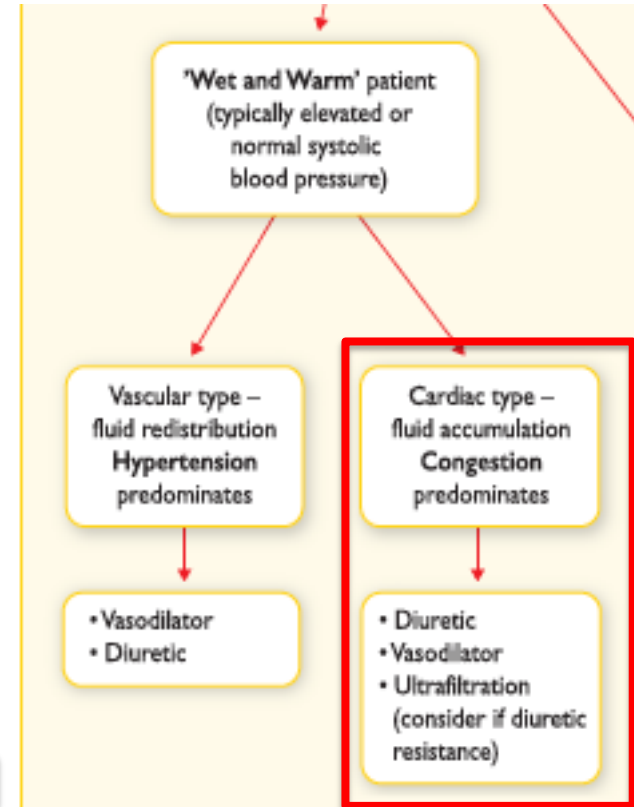 'Wet and Warm' patient
(typically elevated or
normal systolic
blood pressure)
Vascular type –
fluid redistribution
Hypertension
predominates
Cardiac type –
fluid accumulation
Congestion
predominates
• Vasodilator
• Diuretic
• Diuretic
• Vasodilator
• Ultrafiltration
(consider if diuretic
resistance)